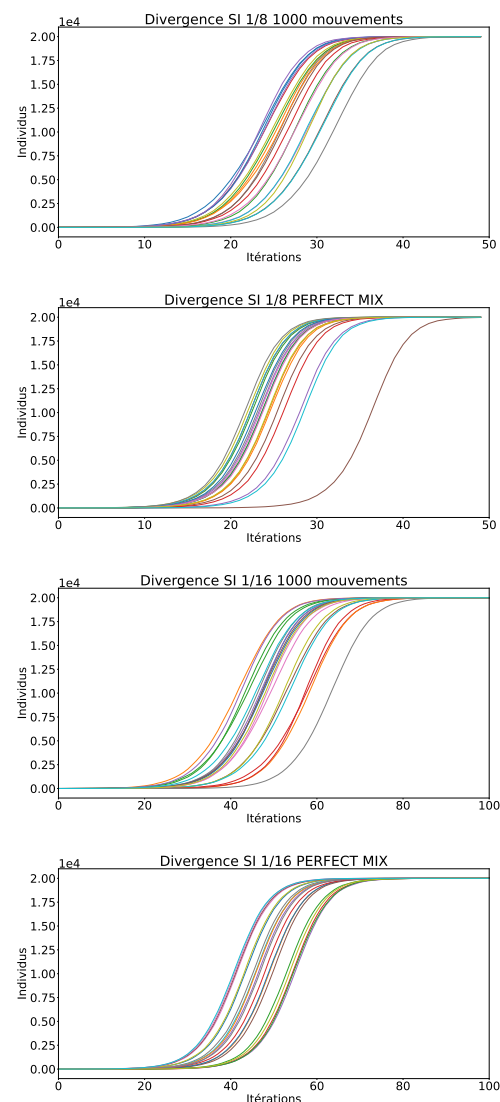 Divergence SI 1/8 1000 mouvements
1e4
2.00
1.75
1.50
1.25
1.00
0.75
0.50
0.25
0.00
Individus
0 10 20 30 40 50
Itérations
Divergence SI 1/8 PERFECT MIX
1e4
2.00
1.75
1.50
1.25
1.00
0.75
0.50
0.25
0.00
Individus
0 10 20 30 40 50
Itérations
Divergence SI 1/16 1000 mouvements
1e4
2.00
1.75
1.50
1.25
1.00
0.75
0.50
0.25
0.00
Individus
0 20 40 60 80 100
Itérations
Divergence SI 1/16 PERFECT MIX
1e4
2.00
1.75
1.50
1.25
1.00
0.75
0.50
0.25
0.00
Individus
0 20 40 60 80 100
Itérations